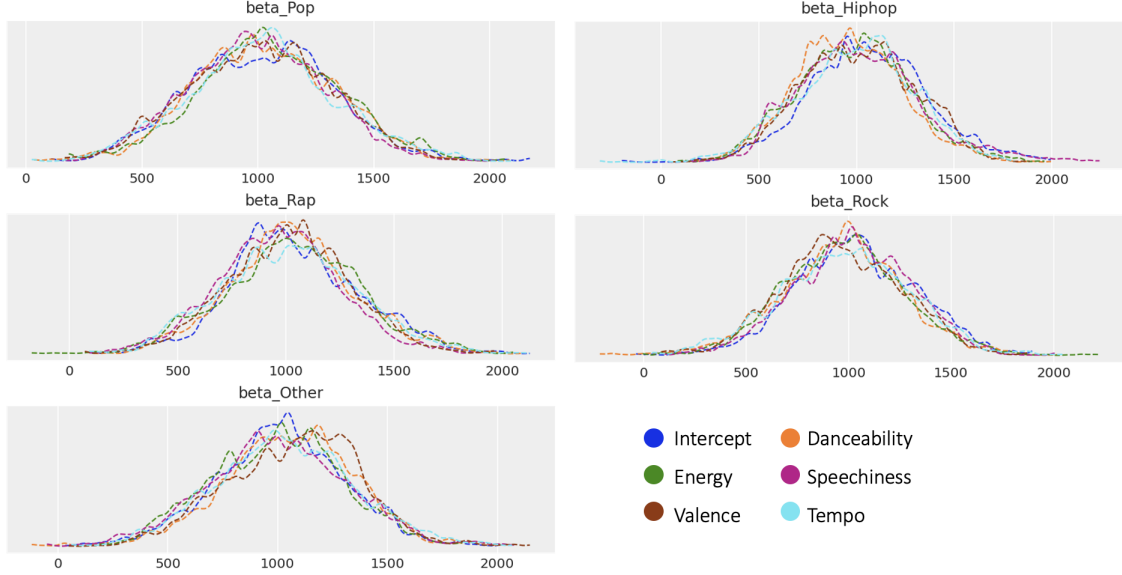 beta_Pop
0 500 1000 1500 2000
beta_Hiphop
0 500 1000 1500 2000
beta_Rap
0 500 1000 1500 2000
beta_Rock
0 500 1000 1500 2000
beta_Other
0 500 1000 1500 2000
Intercept Danceability
Energy Speechiness
Valence Tempo